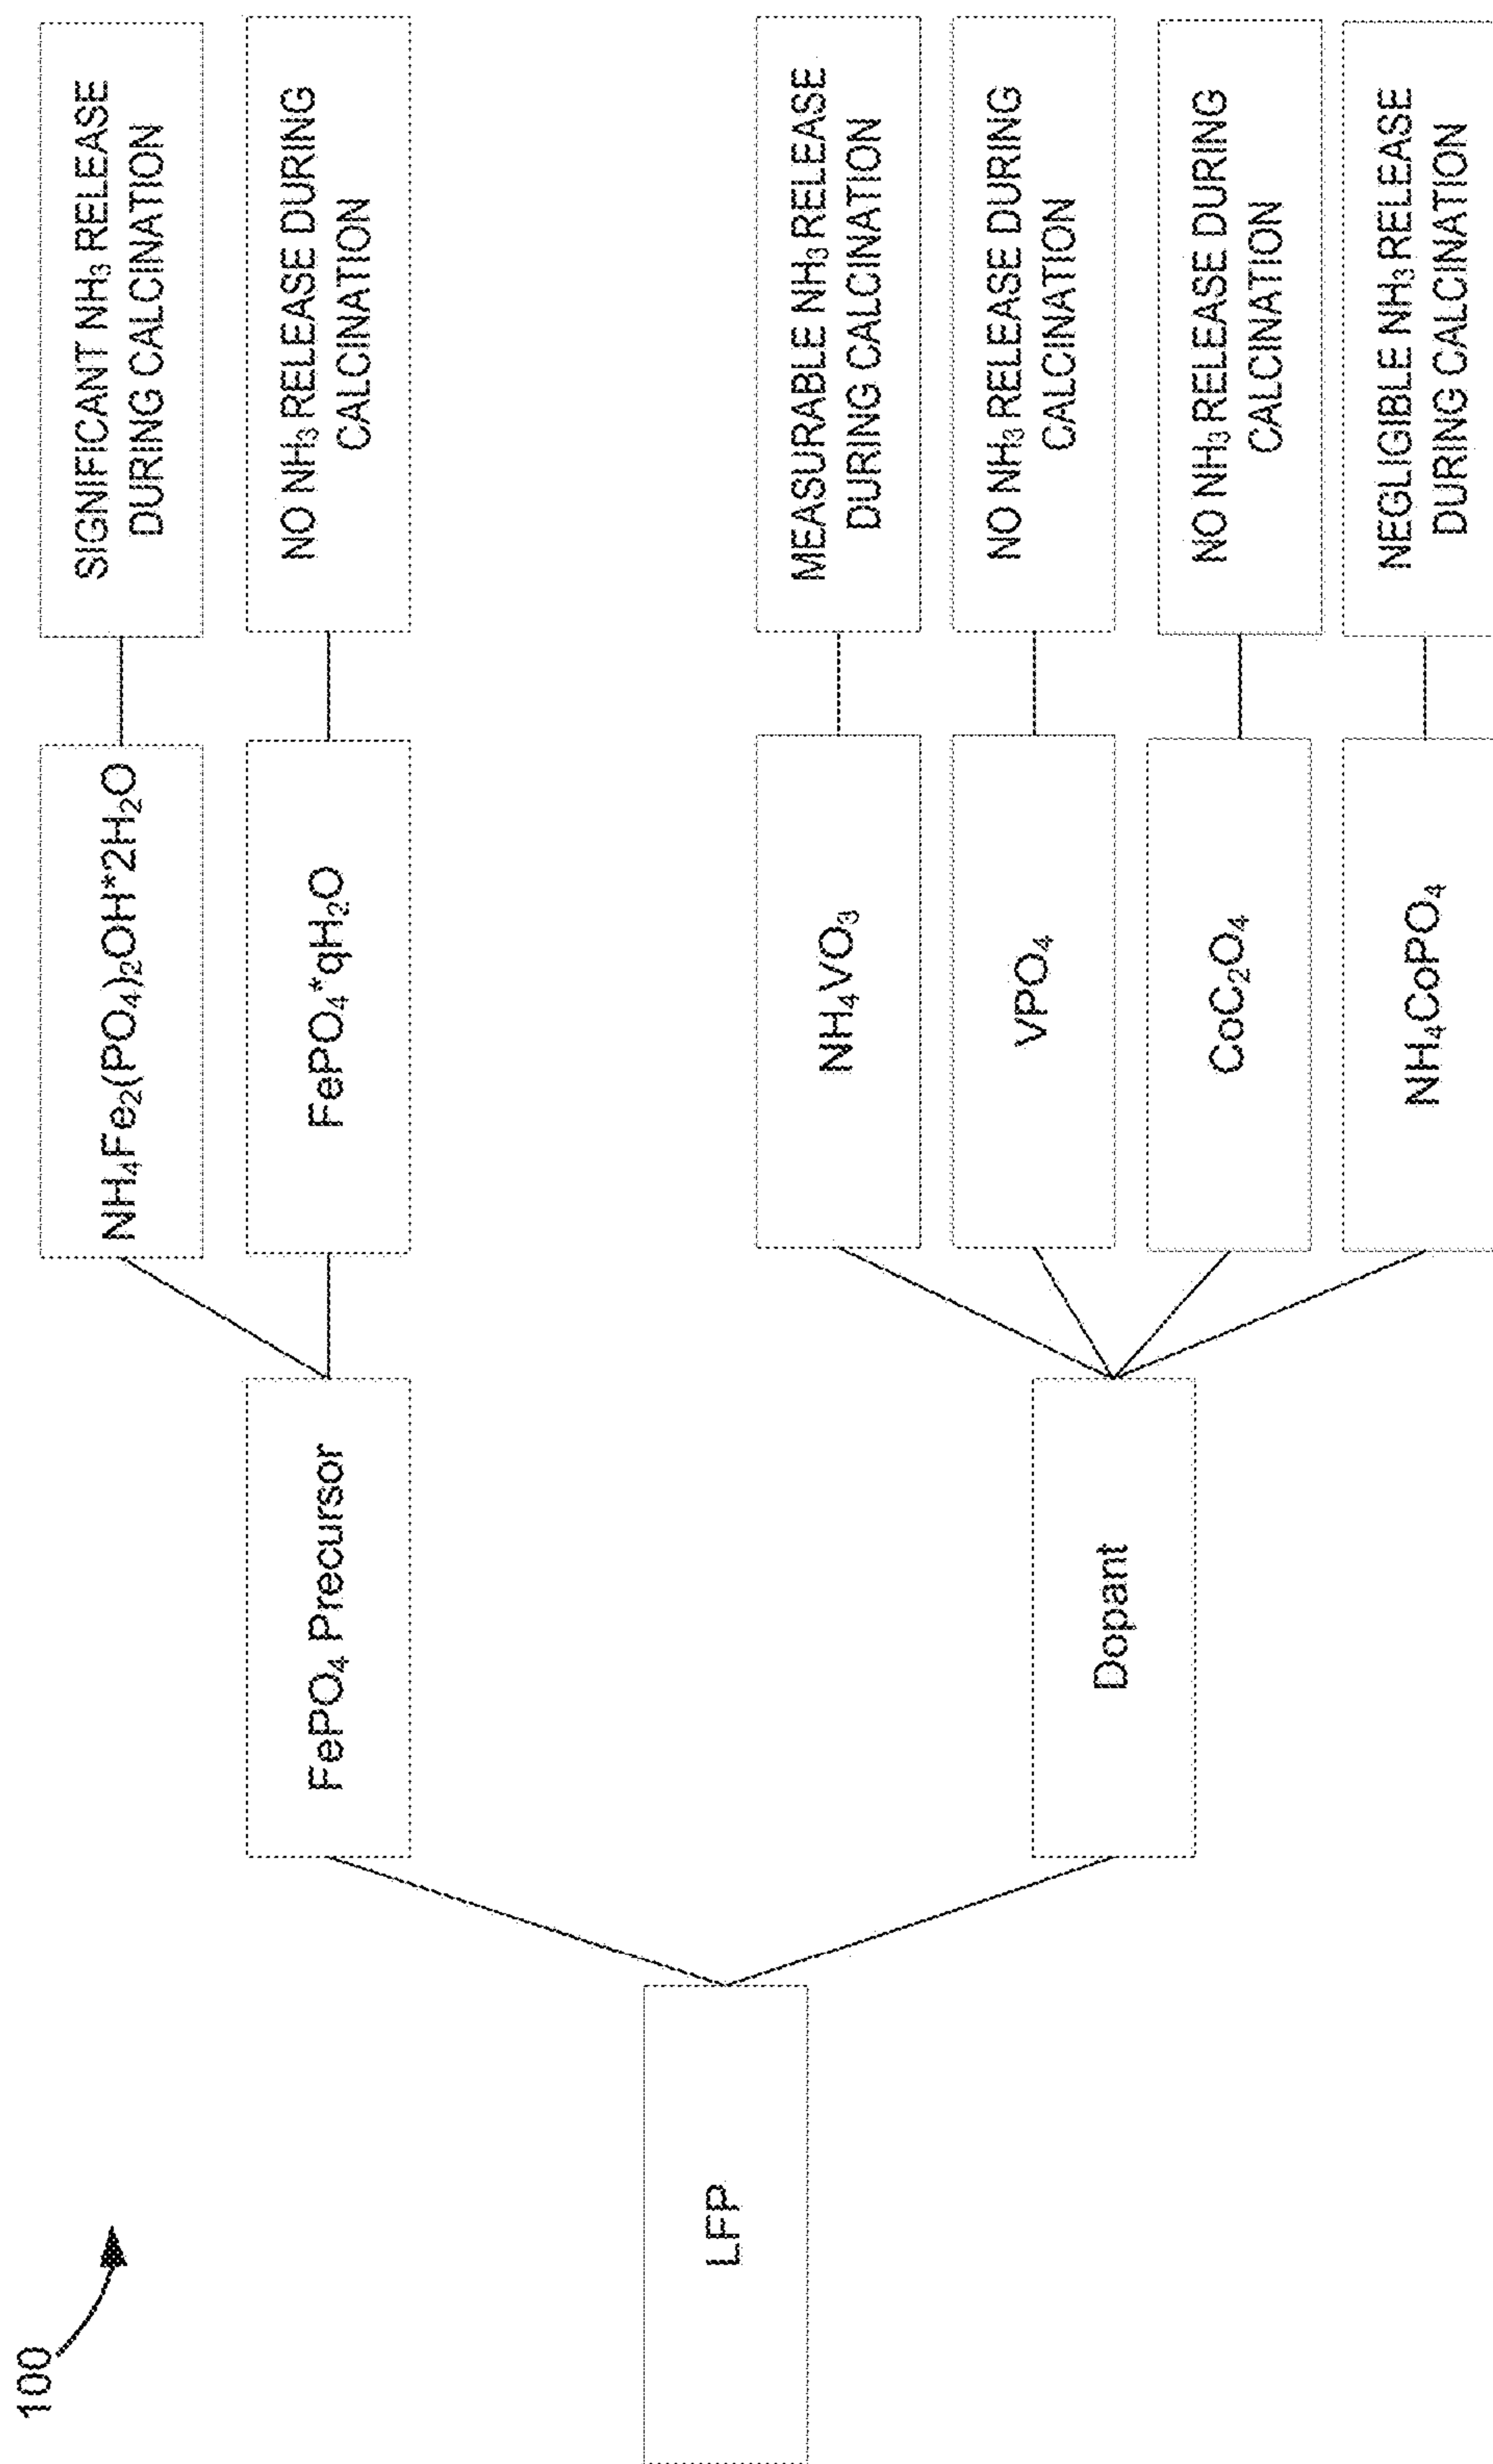 100
LFP
FePO₄ Precursor
Dopant
NH₄Fe₂(PO₄)₂OH*2H₂O
FePO₄*qH₂O
NH₄VO₃
VPO₄
CoC₂O₄
NH₄CoPO₄
SIGNIFICANT NH₃ RELEASE
DURING CALCINATION
NO NH₃ RELEASE DURING
CALCINATION
MEASURABLE NH₃ RELEASE
DURING CALCINATION
NO NH₃ RELEASE DURING
CALCINATION
NO NH₃ RELEASE DURING
CALCINATION
NEGLIGIBLE NH₃ RELEASE
DURING CALCINATION